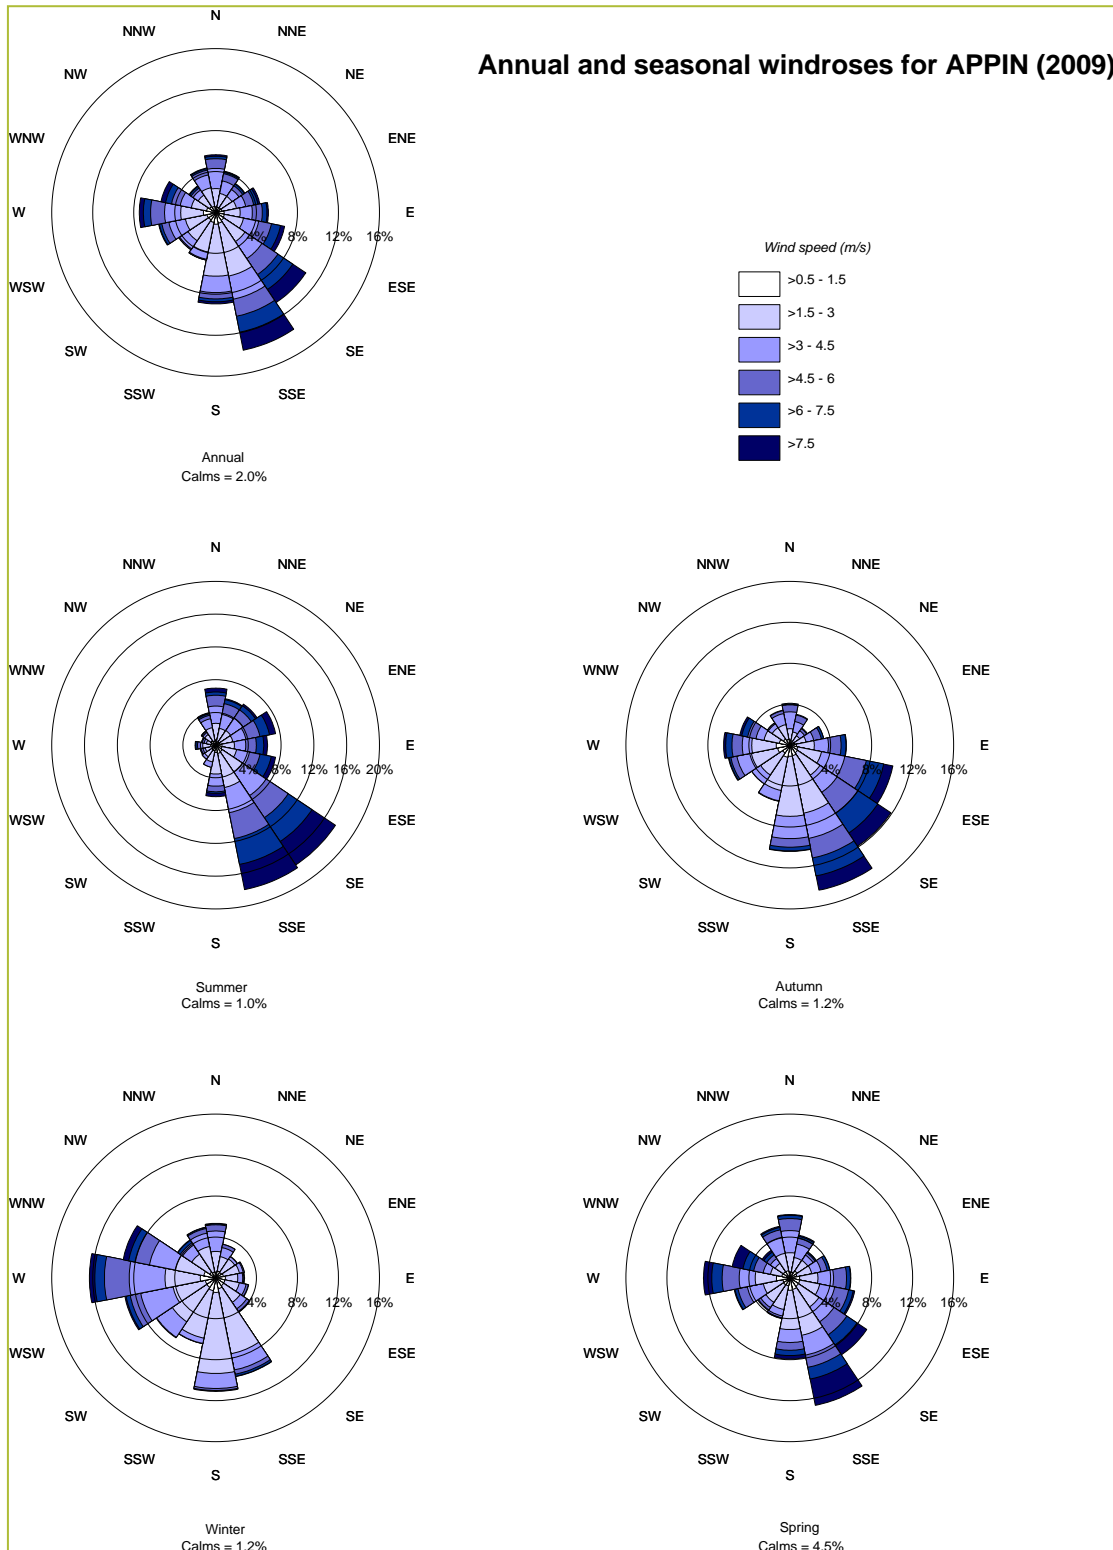 Annual and seasonal windroses for APPIN (2009)
N
NNW NNE
NW NE
WNW ENE
W E
4% 8% 12% 16%
WSW ESE
SW SE
SSW SSE
S
Annual
Calms = 2.0%
Wind speed (m/s)
>0.5 - 1.5
>1.5 - 3
>3 - 4.5
>4.5 - 6
>6 - 7.5
>7.5
N
NNW NNE
NW NE
WNW ENE
W E
4% 8% 12% 16% 20%
WSW ESE
SW SE
SSW SSE
S
Summer
Calms = 1.0%
N
NNW NNE
NW NE
WNW ENE
W E
4% 8% 12% 16%
WSW ESE
SW SE
SSW SSE
S
Autumn
Calms = 1.2%
N
NNW NNE
NW NE
WNW ENE
W E
4% 8% 12% 16%
WSW ESE
SW SE
SSW SSE
S
Winter
Calms = 1.2%
N
NNW NNE
NW NE
WNW ENE
W E
4% 8% 12% 16%
WSW ESE
SW SE
SSW SSE
S
Spring
Calms = 4.5%